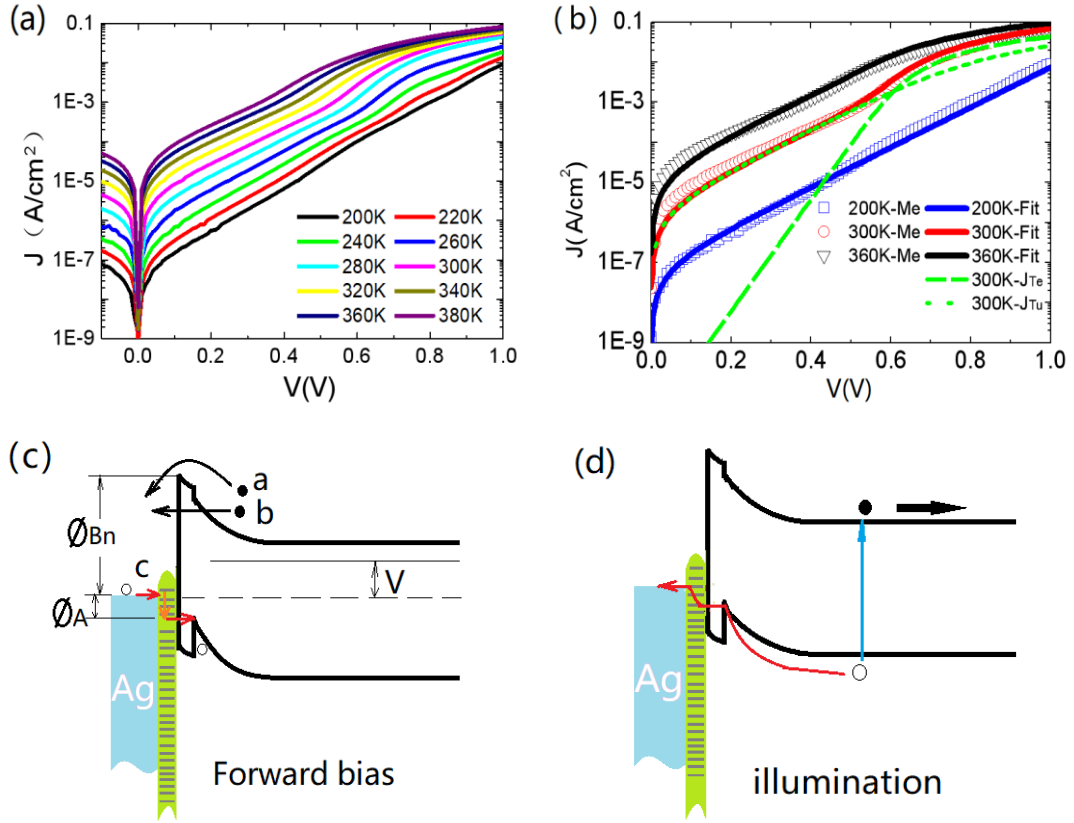 (a)
0.1
1E-3
1E-5
1E-7
1E-9
J (A/cm²)
0.0 0.2 0.4 0.6 0.8 1.0
V(V)
200K 220K
240K 260K
280K 300K
320K 340K
360K 380K
(b)
0.1
1E-3
1E-5
1E-7
1E-9
J(A/cm²)
0.0 0.2 0.4 0.6 0.8 1.0
V(V)
200K-Me 200K-Fit
300K-Me 300K-Fit
360K-Me 360K-Fit
300K-JTe
300K-JTu
(c)
a
b
ØBn
c
V
ØA
Ag
Forward bias
(d)
Ag
illumination